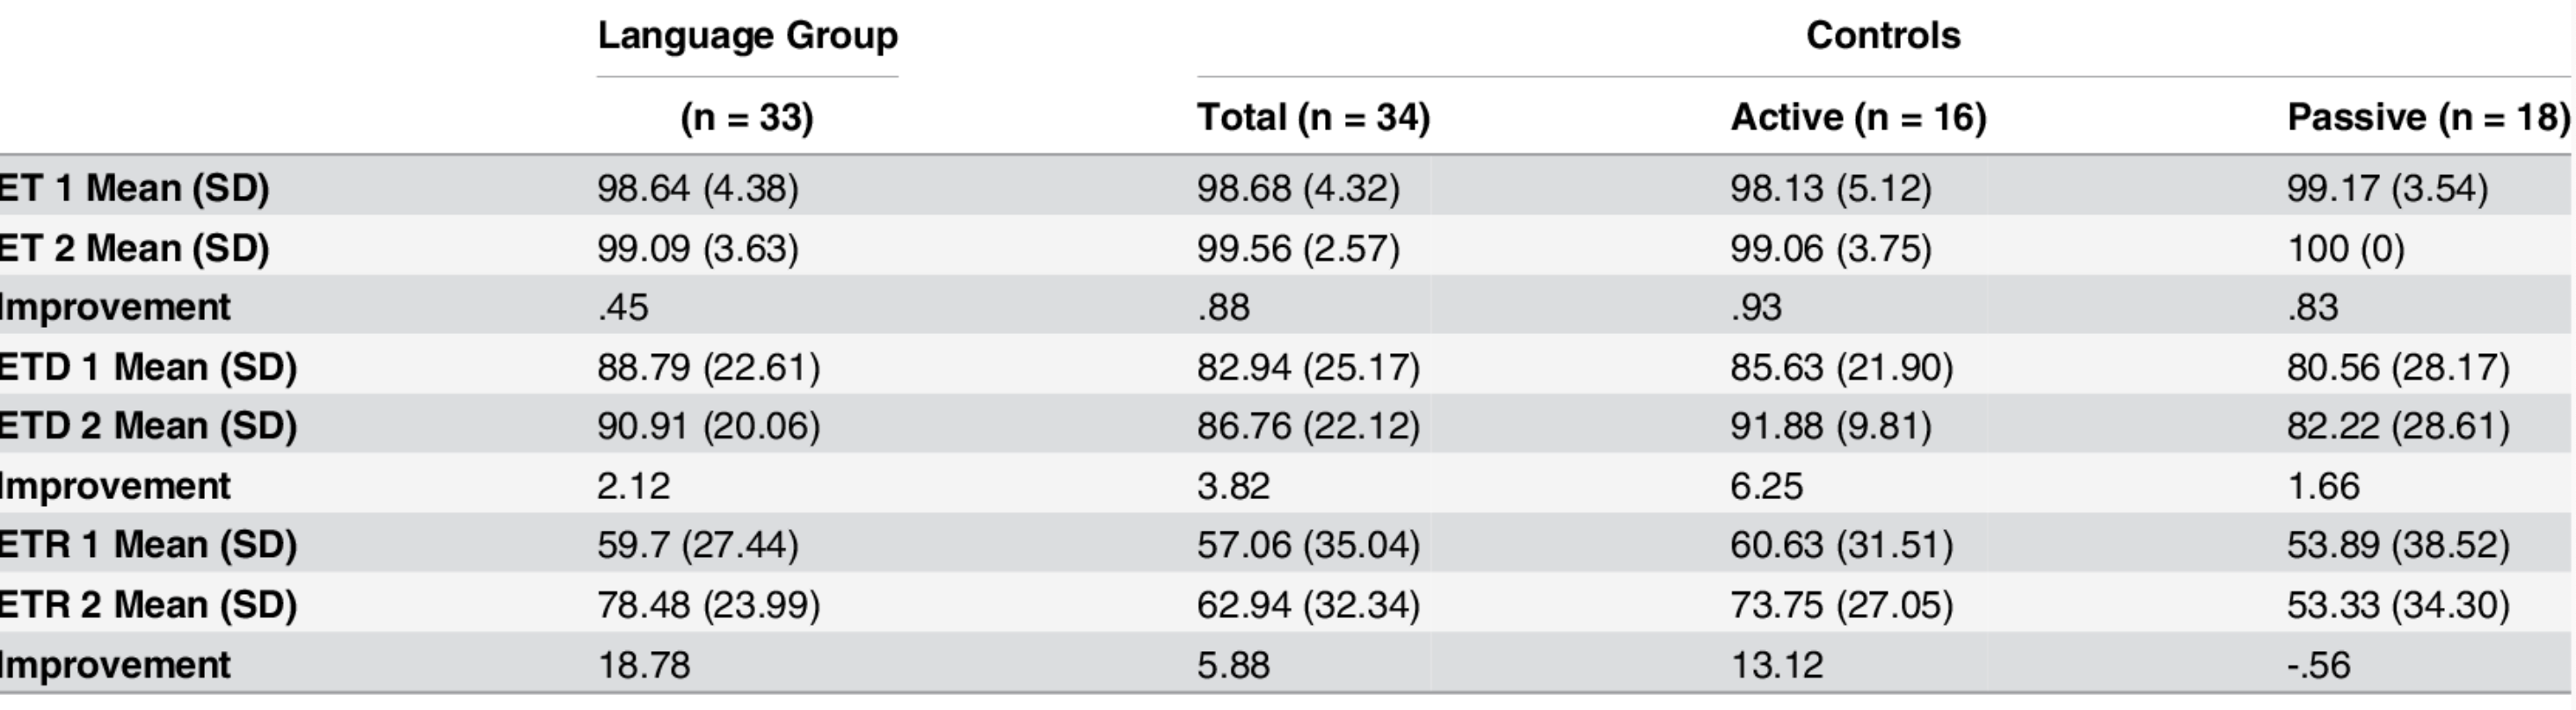 Language Group Controls
(n = 33) Total (n = 34) Active (n = 16) Passive (n = 18)
ET 1 Mean (SD) 98.64 (4.38) 98.68 (4.32) 98.13 (5.12) 99.17 (3.54)
ET 2 Mean (SD) 99.09 (3.63) 99.56 (2.57) 99.06 (3.75) 100 (0)
Improvement .45 .88 .93 .83
ETD 1 Mean (SD) 88.79 (22.61) 82.94 (25.17) 85.63 (21.90) 80.56 (28.17)
ETD 2 Mean (SD) 90.91 (20.06) 86.76 (22.12) 91.88 (9.81) 82.22 (28.61)
Improvement 2.12 3.82 6.25 1.66
ETR 1 Mean (SD) 59.7 (27.44) 57.06 (35.04) 60.63 (31.51) 53.89 (38.52)
ETR 2 Mean (SD) 78.48 (23.99) 62.94 (32.34) 73.75 (27.05) 53.33 (34.30)
Improvement 18.78 5.88 13.12 -.56